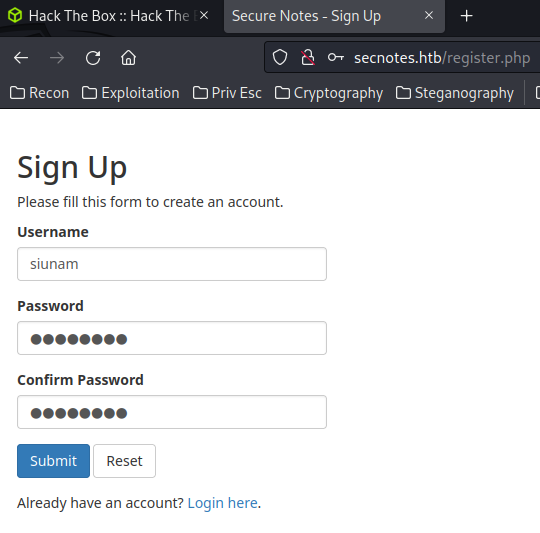 Hack The Box :: Hack The
Secure Notes - Sign Up
secnotes.htb/register.php
Recon Exploitation Priv Esc Cryptography Steganography
Sign Up
Please fill this form to create an account.
Username
siunam
Password
Confirm Password
Submit Reset
Already have an account? Login here.